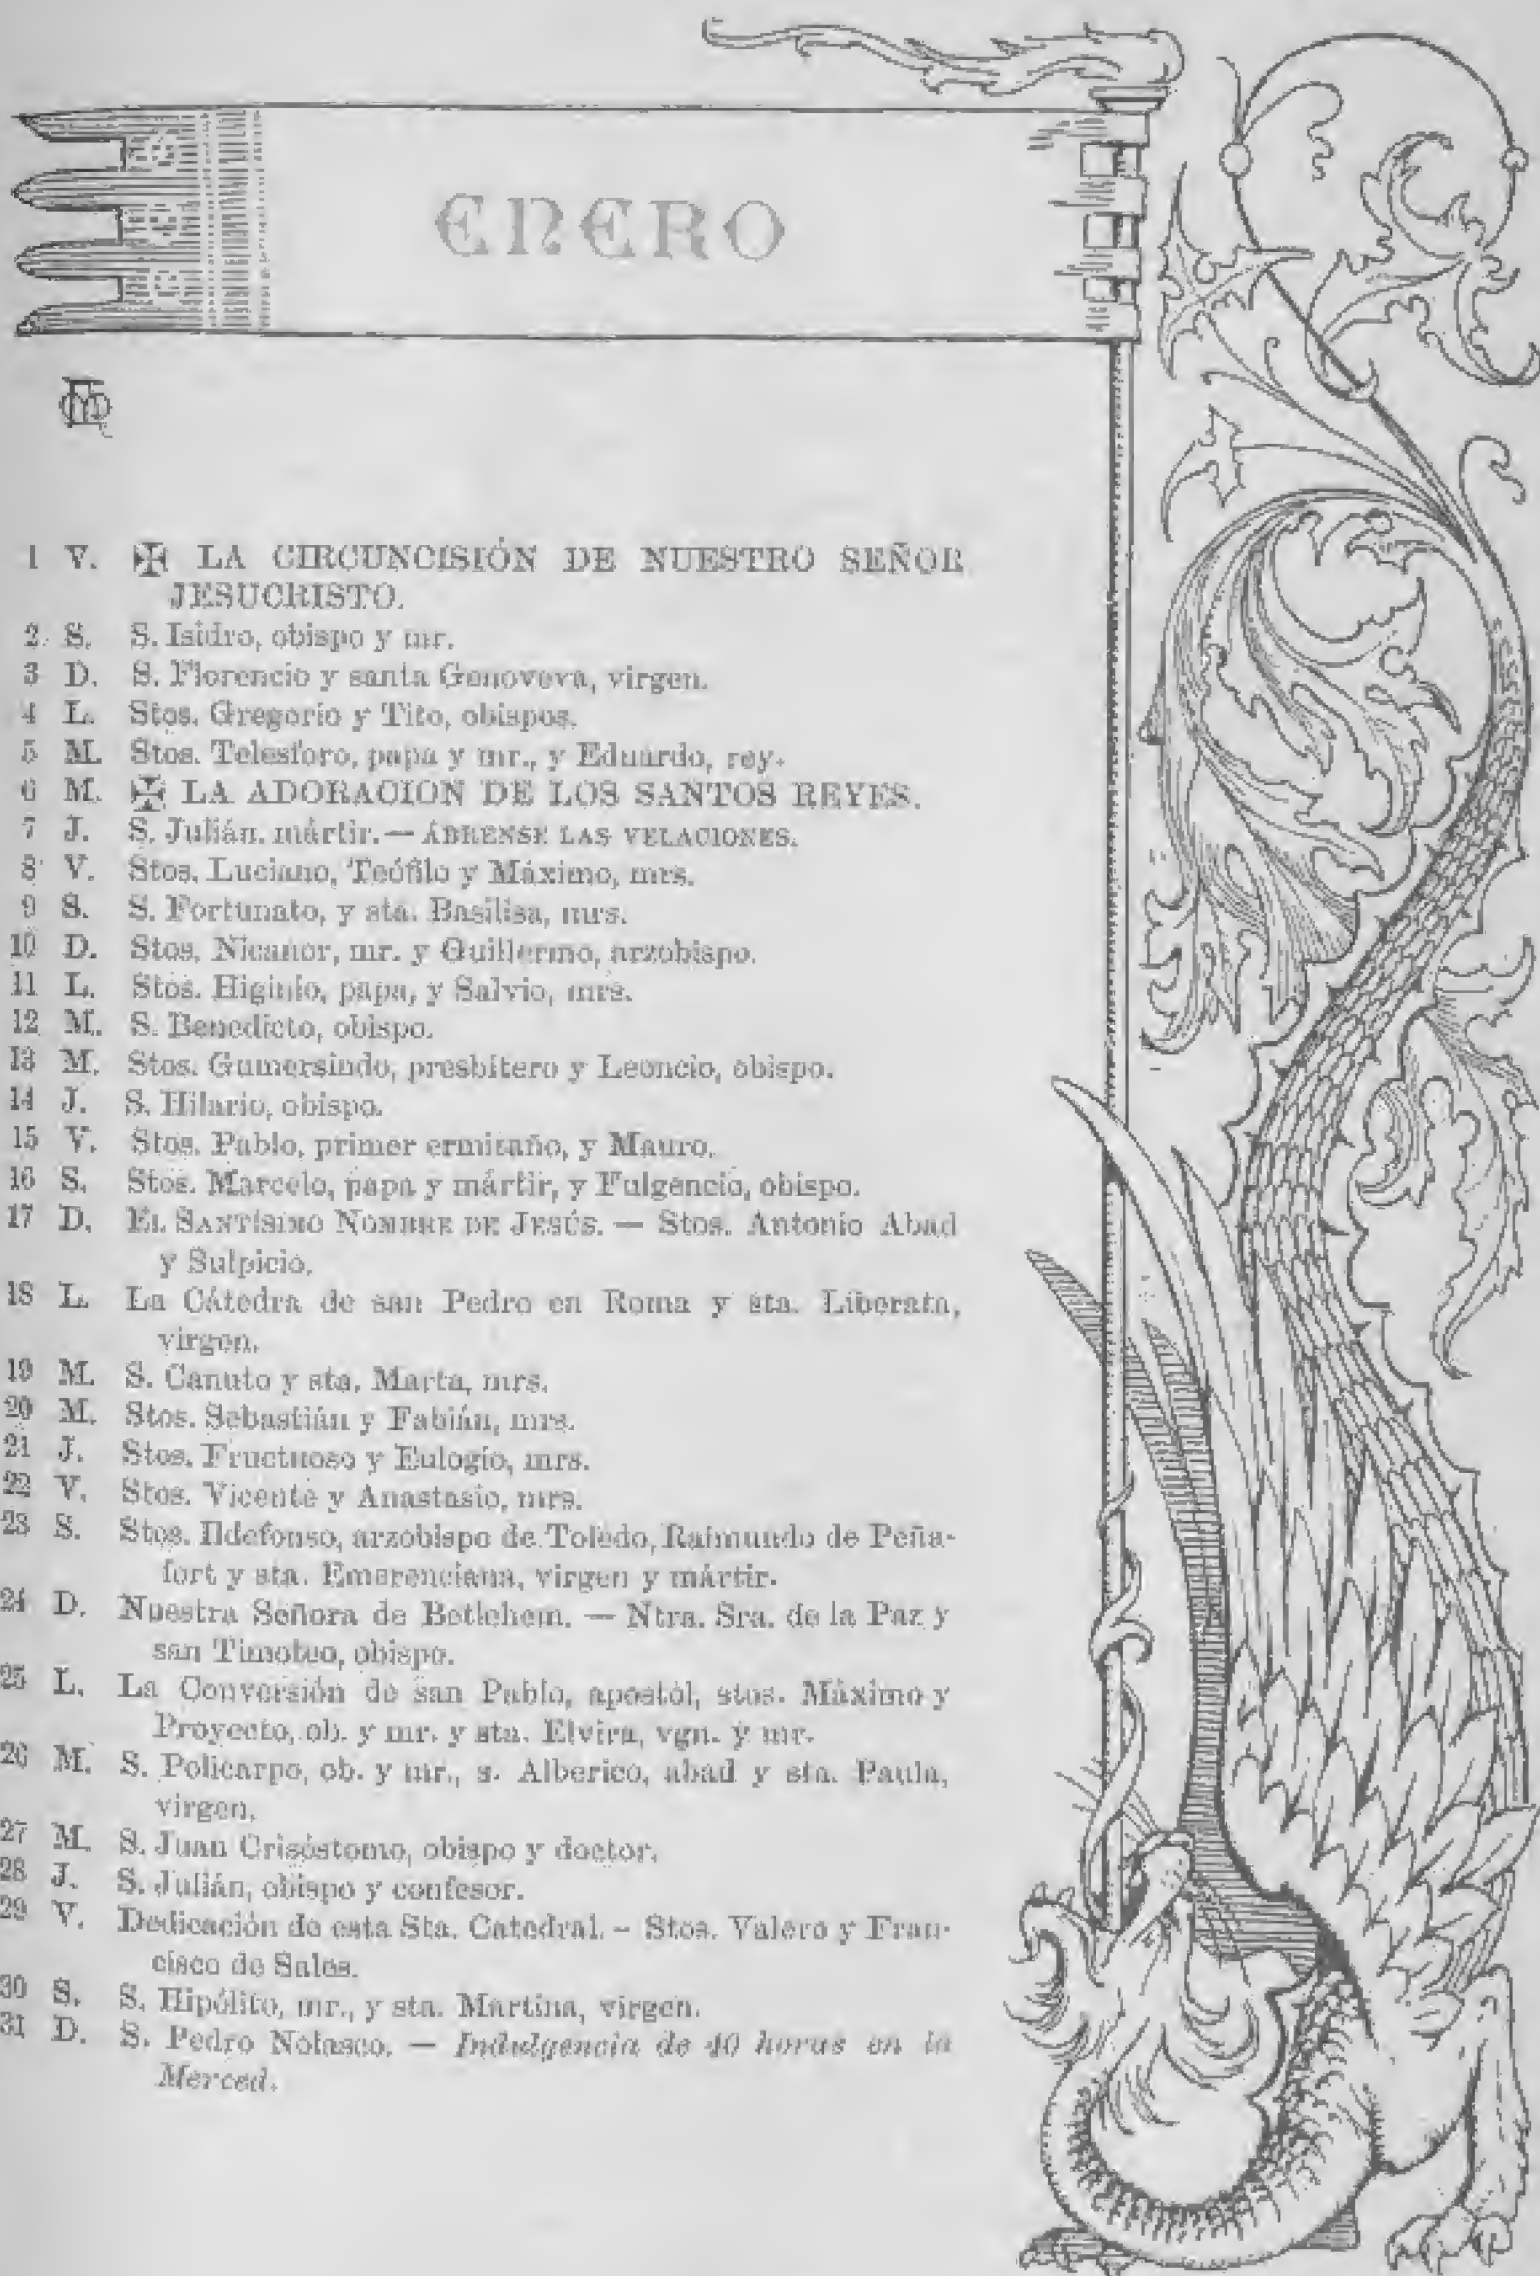 ENERO
1 V. ✠ LA CIRCUNCISIÓN DE NUESTRO SEÑOR
JESUCRISTO.
2 S. S. Isidro, obispo y mr.
3 D. S. Florencio y santa Genoveva, virgen.
4 L. Stos. Gregorio y Tito, obispos.
5 M. Stos. Telesforo, papa y mr., y Eduardo, rey.
6 M. ✠ LA ADORACION DE LOS SANTOS REYES.
7 J. S. Julián, mártir. — ÁBRENSE LAS VELACIONES.
8 V. Stos. Luciano, Teófilo y Máximo, mrs.
9 S. S. Fortunato, y sta. Basilisa, mrs.
10 D. Stos. Nicanor, mr. y Guillermo, arzobispo.
11 L. Stos. Higinio, papa, y Salvio, mrs.
12 M. S. Benedicto, obispo.
13 M. Stos. Gumersindo, presbítero y Leoncio, obispo.
14 J. S. Hilario, obispo.
15 V. Stos. Pablo, primer ermitaño, y Mauro.
16 S. Stos. Marcelo, papa y mártir, y Fulgencio, obispo.
17 D. EL SANTÍSIMO NOMBRE DE JESÚS. — Stos. Antonio Abad
y Sulpicio.
18 L. La Cátedra de san Pedro en Roma y sta. Liberata,
virgen.
19 M. S. Canuto y sta. Marta, mrs.
20 M. Stos. Sebastián y Fabián, mrs.
21 J. Stos. Fructuoso y Eulogio, mrs.
22 V. Stos. Vicente y Anastasio, mrs.
23 S. Stos. Ildefonso, arzobispo de Toledo, Raimundo de Peña-
fort y sta. Emerenciana, virgen y mártir.
24 D. Nuestra Señora de Betlehem. — Ntra. Sra. de la Paz y
san Timoteo, obispo.
25 L. La Conversión de san Pablo, apostól, stos. Máximo y
Proyecto, ob. y mr. y sta. Elvira, vgn. y mr.
26 M. S. Policarpo, ob. y mr., s. Alberico, abad y sta. Paula,
virgen.
27 M. S. Juan Crisóstomo, obispo y doctor.
28 J. S. Julián, obispo y confesor.
29 V. Dedicación de esta Sta. Catedral. – Stos. Valero y Fran-
cisco de Sales.
30 S. S. Hipólito, mr., y sta. Martina, virgen.
31 D. S. Pedro Nolasco. — Indulgencia de 40 horas en la
Merced.